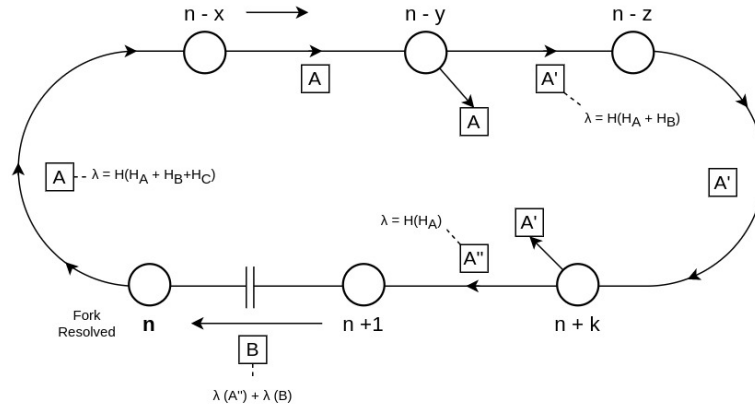 n - x
n - y
n - z
A
A'
A
λ = H(H_A + H_B)
A
λ = H(H_A + H_B+H_C)
A'
λ = H(H_A)
A'
A"
Fork
Resolved
n
n +1
n + k
B
λ (A") + λ (B)